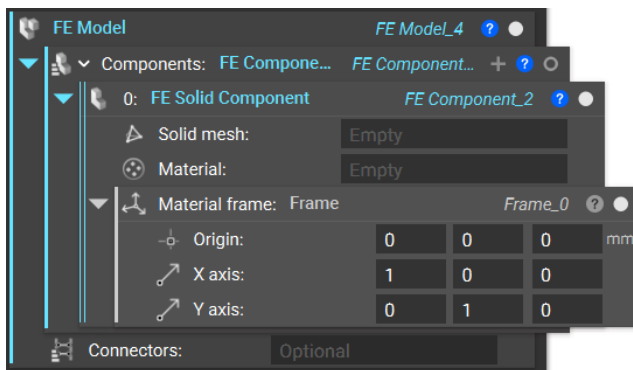 FE Model FE Model_4 ?
Components: FE Compone... FE Component... + ?
0: FE Solid Component FE Component_2 ?
Solid mesh: Empty
Material: Empty
Material frame: Frame Frame_0 ?
Origin: 0 0 0 mm
X axis: 1 0 0
Y axis: 0 1 0
Connectors: Optional